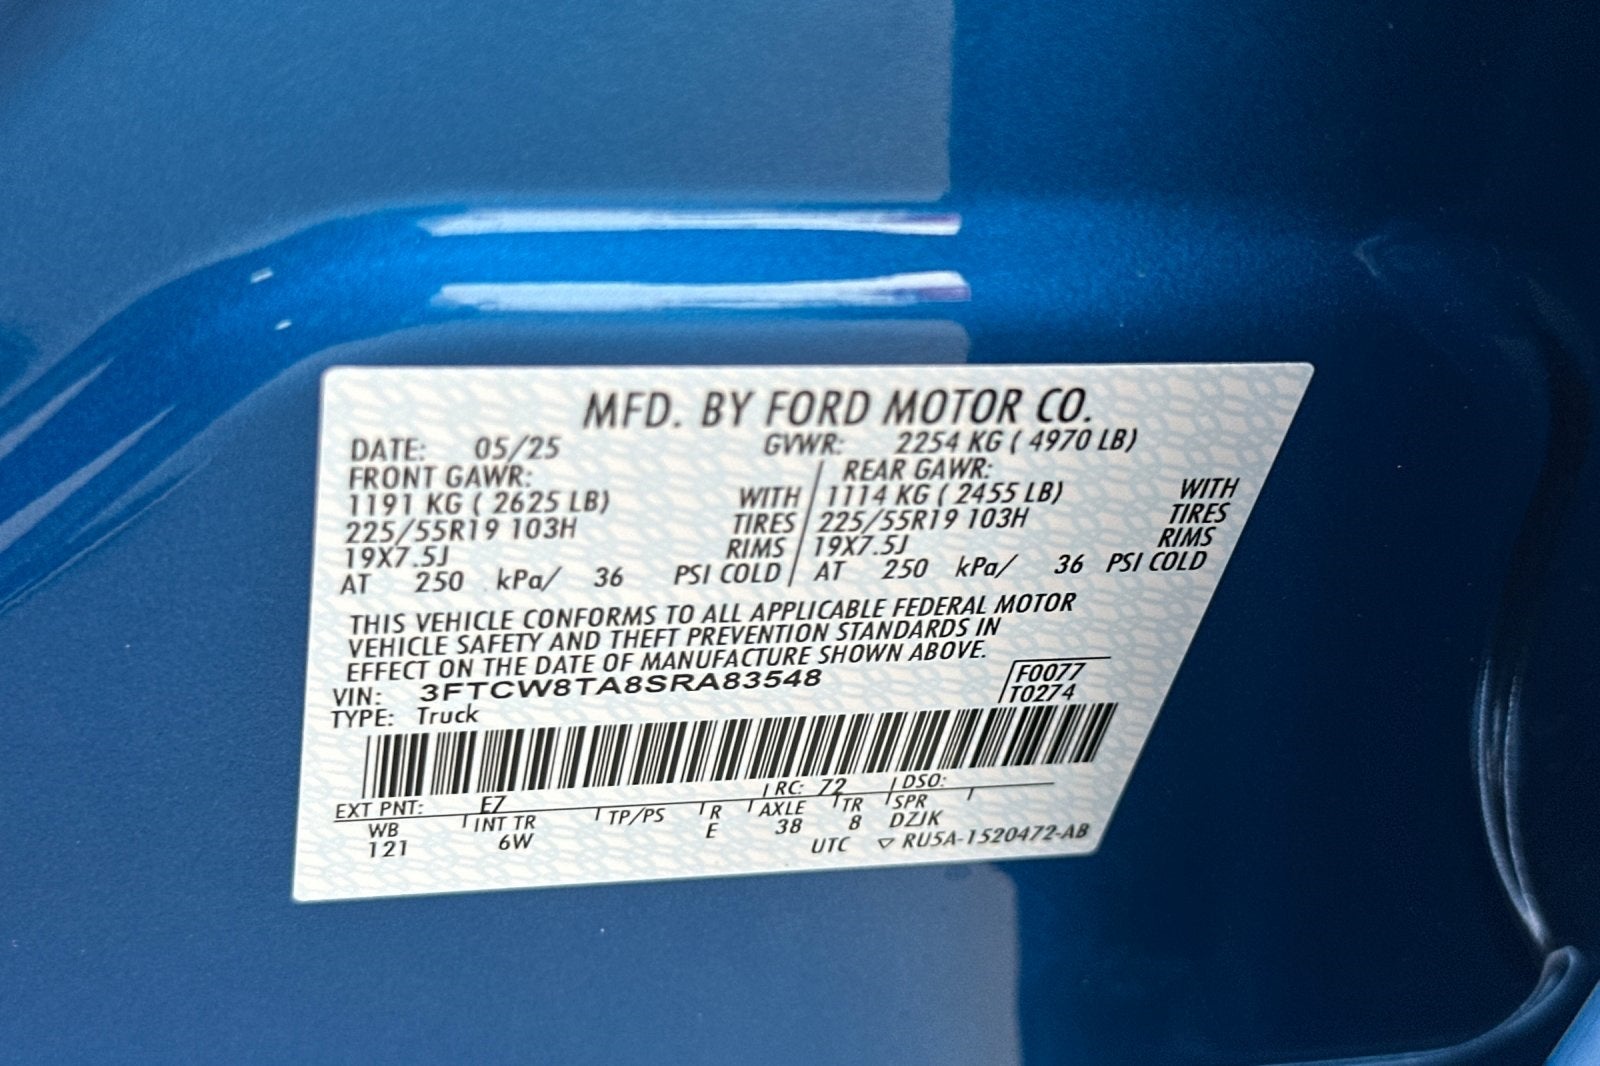 MFD. BY FORD MOTOR CO.
DATE: 05/25 GVWR: 2254 KG ( 4970 LB)
FRONT GAWR: REAR GAWR:
1191 KG ( 2625 LB) WITH 1114 KG ( 2455 LB) WITH
225/55R19 103H TIRES 225/55R19 103H TIRES
19X7.5J RIMS 19X7.5J RIMS
AT 250 kPa/ 36 PSI COLD AT 250 kPa/ 36 PSI COLD
THIS VEHICLE CONFORMS TO ALL APPLICABLE FEDERAL MOTOR
VEHICLE SAFETY AND THEFT PREVENTION STANDARDS IN
EFFECT ON THE DATE OF MANUFACTURE SHOWN ABOVE.
VIN: 3FTCW8TA8SRA83548 F0077
TYPE: Truck T0274
EXT PNT: E7 RC: 72 DSO:
WB INT TR TP/PS R AXLE TR SPR
121 6W E 38 8 DZJK
UTC ▽ RU5A-1520472-AB